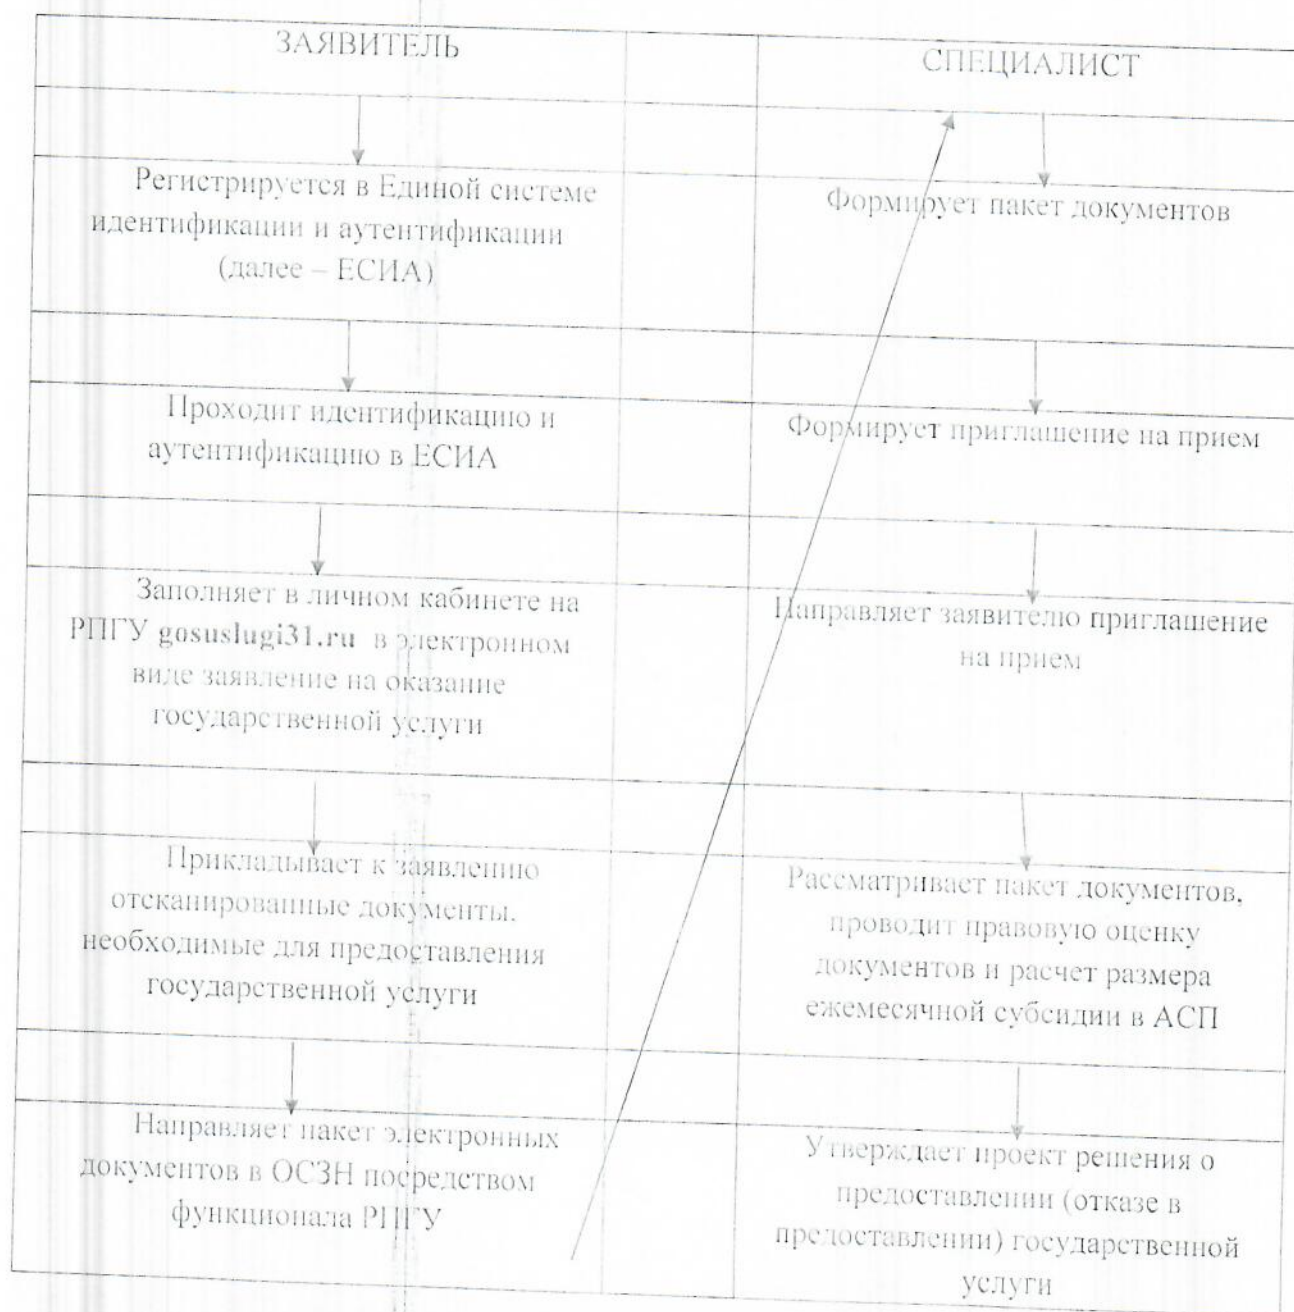 ЗАЯВИТЕЛЬ
Регистрируется в Единой системе
идентификации и аутентификации
(далее – ЕСИА)
Проходит идентификацию и
аутентификацию в ЕСИА
Заполняет в личном кабинете на
РПГУ gosuslugi31.ru в электронном
виде заявление на оказание
государственной услуги
Прикладывает к заявлению
отсканированные документы,
необходимые для предоставления
государственной услуги
Направляет пакет электронных
документов в ОСЗН посредством
функционала РПГУ
СПЕЦИАЛИСТ
Формирует пакет документов
Формирует приглашение на прием
Направляет заявителю приглашение
на прием
Рассматривает пакет документов,
проводит правовую оценку
документов и расчет размера
ежемесячной субсидии в АСП
Утверждает проект решения о
предоставлении (отказе в
предоставлении) государственной
услуги